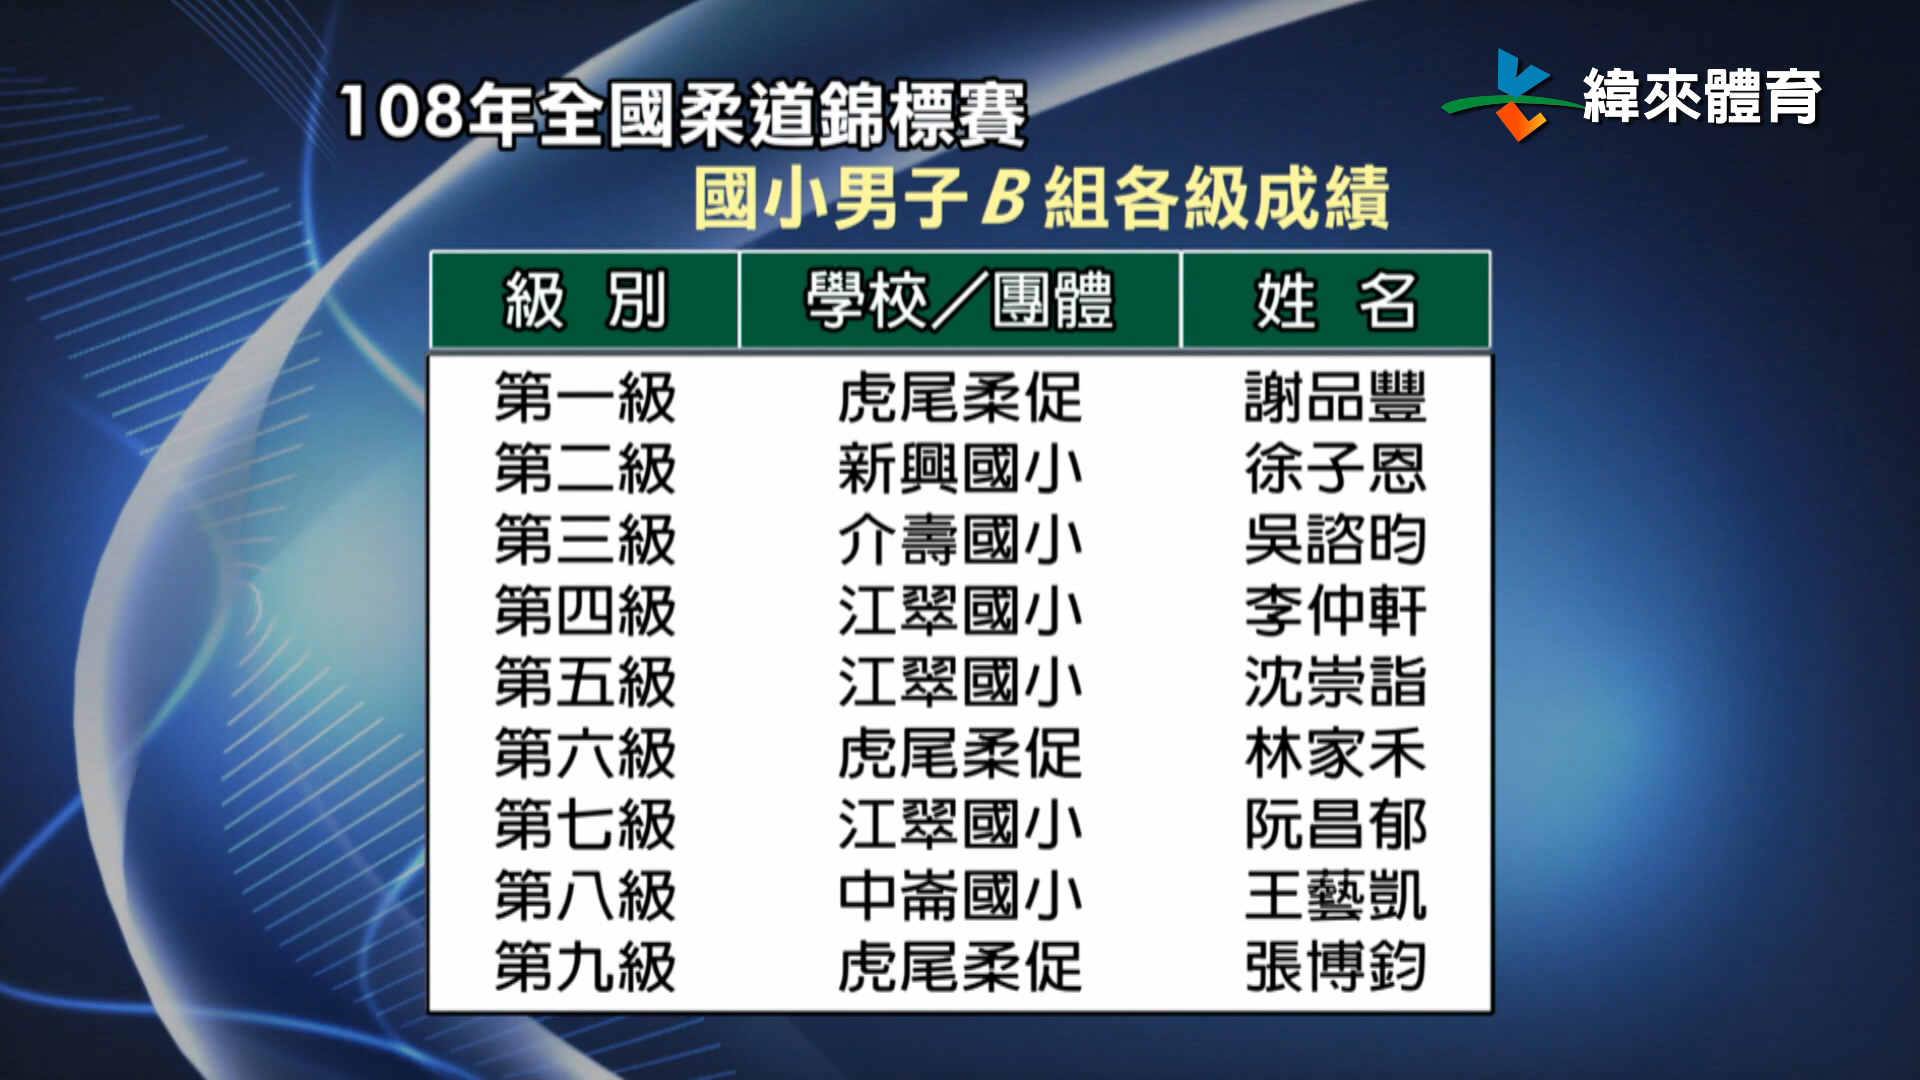 108年全國柔道錦標賽
緯來體育
國小男子B組各級成績
級別 學校／團體 姓名
第一級 虎尾柔促 謝品豐
第二級 新興國小 徐子恩
第三級 介壽國小 吳諮昀
第四級 江翠國小 李仲軒
第五級 江翠國小 沈崇詣
第六級 虎尾柔促 林家禾
第七級 江翠國小 阮昌郁
第八級 中崙國小 王藝凱
第九級 虎尾柔促 張博鈞